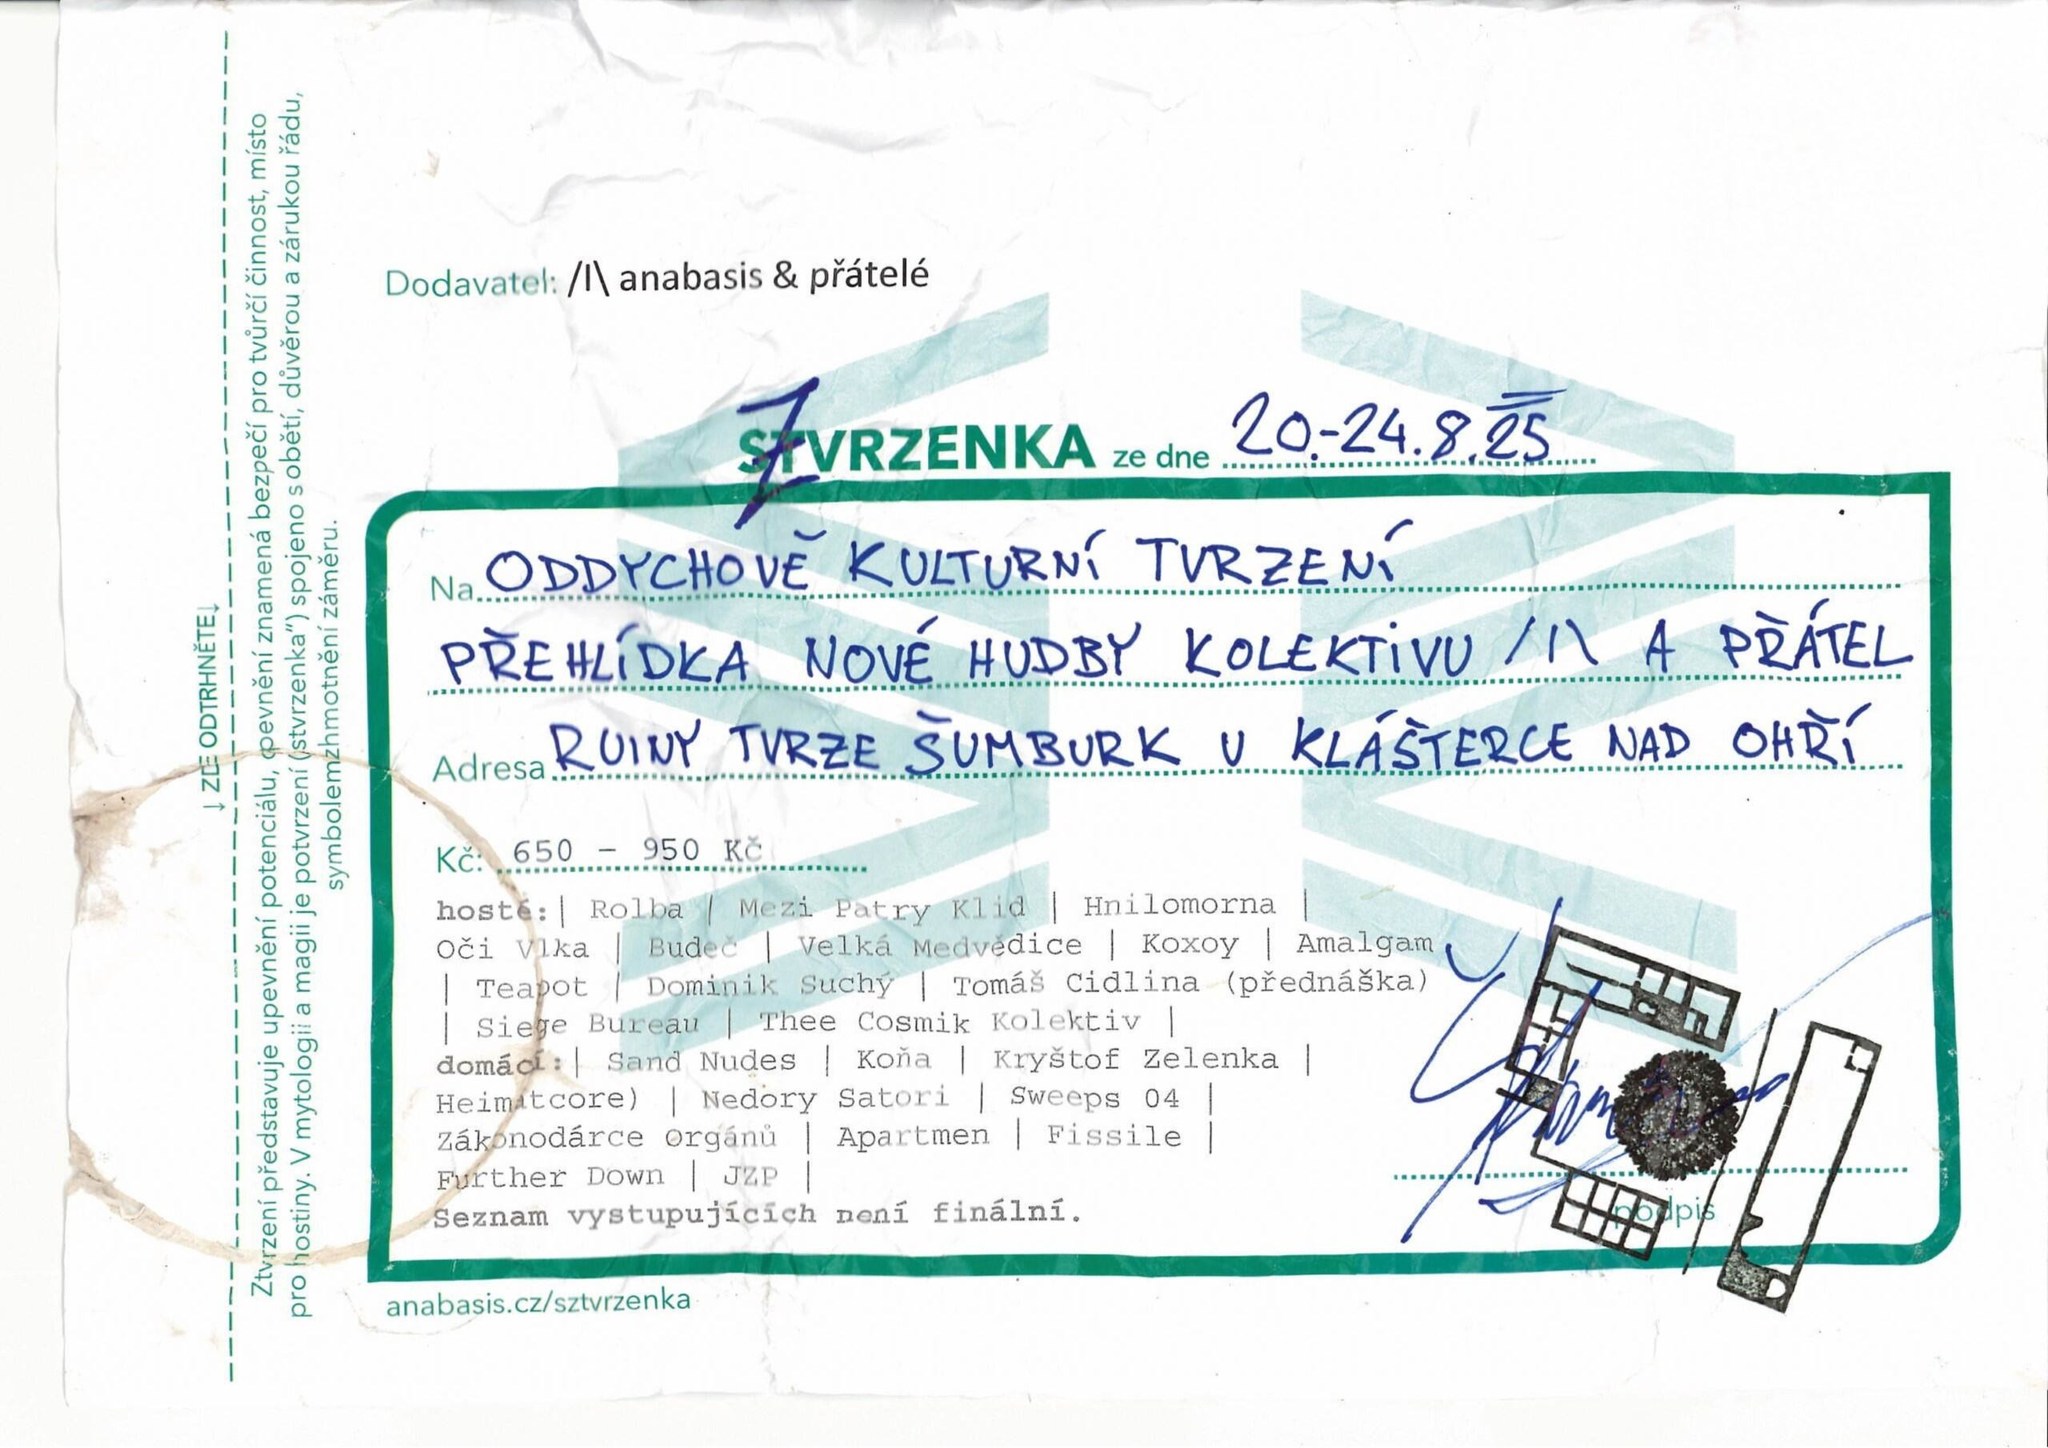 Dodavatel: /I\ anabasis & přátelé
SZTVRZENKA ze dne 20.-24.8.25
Na ODDYCHOVĚ KULTURNÍ TVRZENÍ
PŘEHLÍDKA NOVÉ HUDBY KOLEKTIVU /I\ A PŘÁTEL
Adresa RUINY TVRZE ŠUMBURK U KLÁŠTERCE NAD OHŘÍ
Kč: 650 – 950 Kč
hosté: | Rolba | Mezi Patry Klid | Hnilomorna |
Oči Vlka | Budeč | Velká Medvědice | Koxoy | Amalgam
| Teapot | Dominik Suchý | Tomáš Cidlina (přednáška)
| Siege Bureau | Thee Cosmik Kolektiv |
domácí: | Sand Nudes | Koňa | Kryštof Zelenka |
Heimatcore) | Nedory Satori | Sweeps 04 |
Zákonodárce Orgánů | Apartmen | Fissile |
Further Down | JZP |
Seznam vystupujících není finální.
podpis
anabasis.cz/sztvrzenka
↓ ZDE ODTRHNĚTE ↓
Ztvrzení představuje upevnění potenciálu, opevnění znamená bezpečí pro tvůrčí činnost, místo
pro hostiny. V mytologii a magii je potvrzení (stvrzenka“) spojeno s obětí, důvěrou a zárukou řádu,
symbolem zhmotnění záměru.